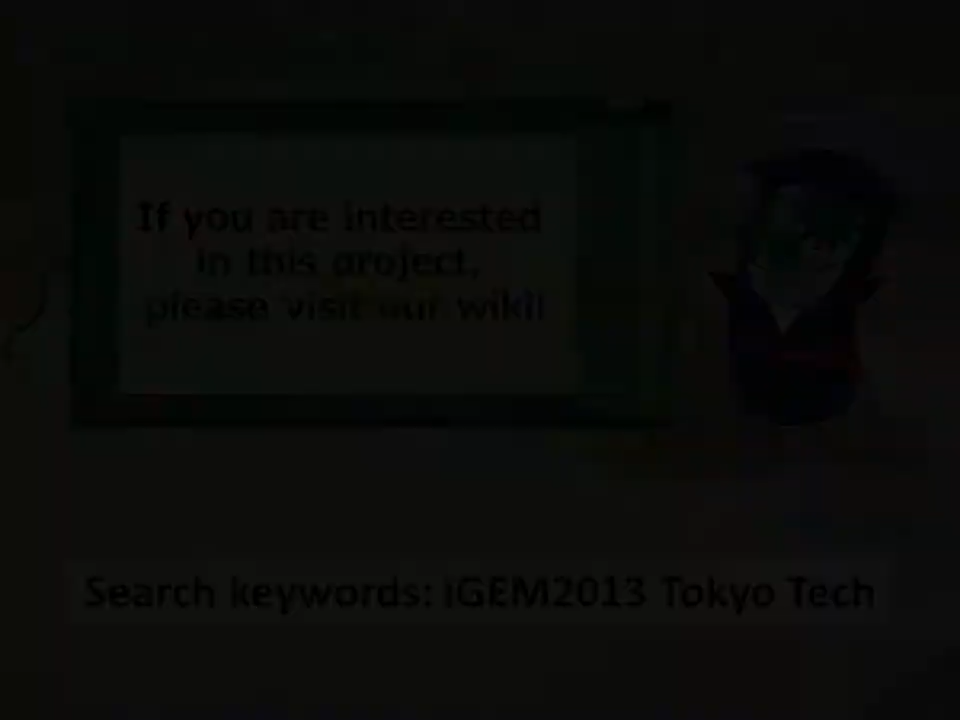 If you are interested
in this project,
please visit our wiki!
Search keywords: iGEM2013 Tokyo Tech